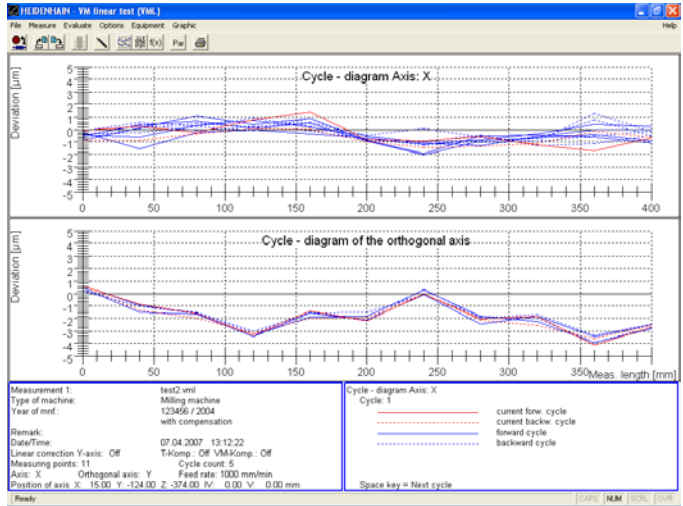 HEIDENHAIN - VM linear test (VML)
File Measure Evaluate Options Equipment Graphic Help
f(x) Par
Cycle - diagram Axis: X
Deviation [µm]
5
4
3
2
1
0
-1
-2
-3
-4
-5
0 50 100 150 200 250 300 350 400
Cycle - diagram of the orthogonal axis
Deviation [µm]
5
4
3
2
1
0
-1
-2
-3
-4
-5
0 50 100 150 200 250 300 350 Meas. length [mm]
Measurement 1: test2.vml
Type of machine: Milling machine
Year of mnf.: 123456 / 2004
with compensation
Remark:
Date/Time: 07.04.2007 13:12:22
Linear correction Y-axis: Off T-Komp.: Off VM-Komp.: Off
Measuring points: 11 Cycle count: 5
Axis: X Orthogonal axis: Y Feed rate: 1000 mm/min
Position of axis X: 15.00 Y: -124.00 Z: -374.00 IV: 0.00 V: 0.00 mm
Cycle - diagram Axis: X
Cycle: 1
current forw. cycle
current backw. cycle
forward cycle
backward cycle
Space key = Next cycle
Ready CAPS NUM SCRL OVR